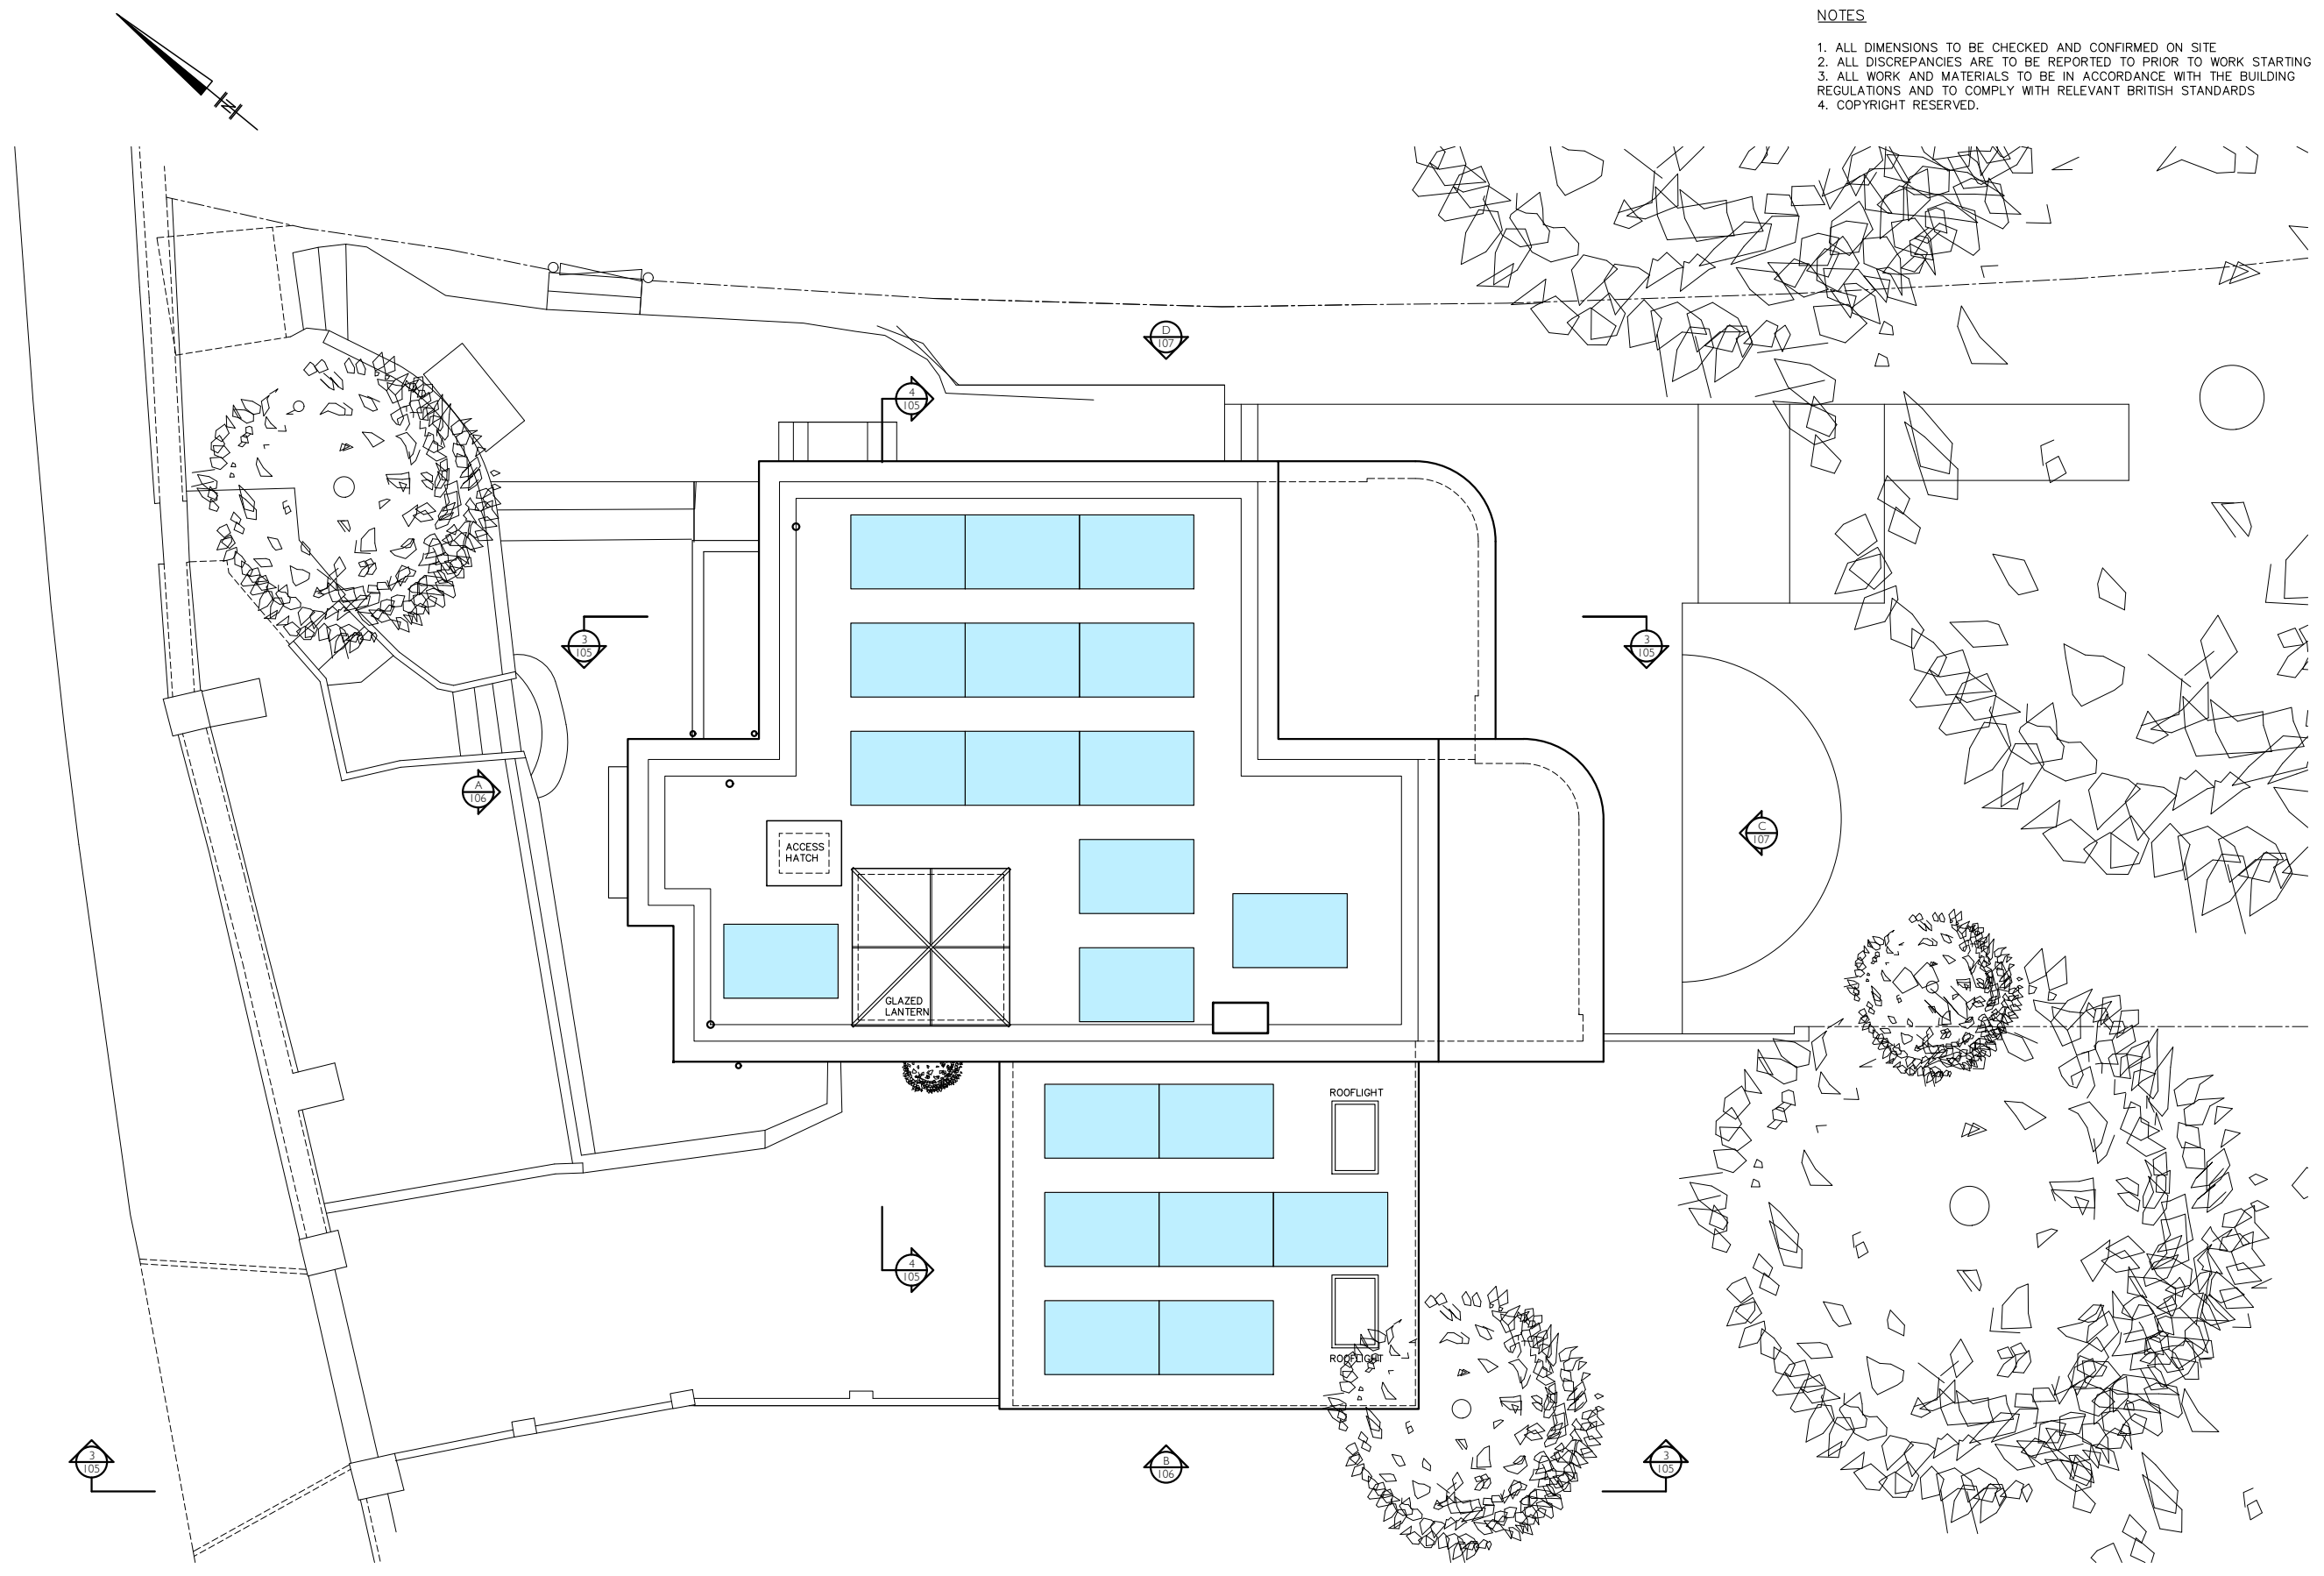 NOTES
1. ALL DIMENSIONS TO BE CHECKED AND CONFIRMED ON SITE
2. ALL DISCREPANCIES ARE TO BE REPORTED TO PRIOR TO WORK STARTING
3. ALL WORK AND MATERIALS TO BE IN ACCORDANCE WITH THE BUILDING
REGULATIONS AND TO COMPLY WITH RELEVANT BRITISH STANDARDS
4. COPYRIGHT RESERVED.
N
D
107
4
105
3
105
3
105
A
106
C
107
ACCESS
HATCH
GLAZED
LANTERN
ROOFLIGHT
4
105
ROOFLIGHT
3
105
B
106
3
105